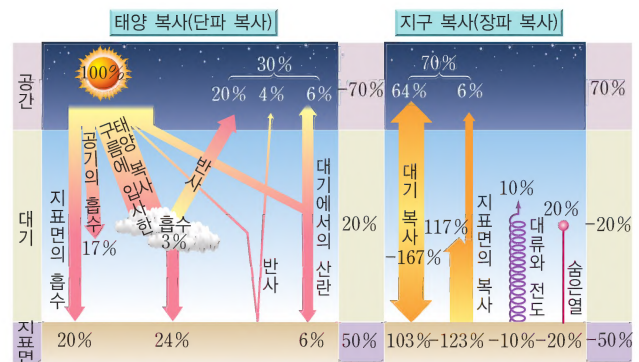 태양 복사(단파 복사)
지구 복사(장파 복사)
공간
대기
지표면
100%
30%
20% 4% 6%
-70%
지표면의 흡수
공기의 흡수
17%
구름에 입사한
태양 복사
반사
흡수
3%
반사
대기에서의 산란
20%
20% 24% 6%
50%
70%
64% 6%
70%
대기 복사
-167%
117%
지표면의 복사
10%
대류와 전도
20%
숨은열
-20%
103%-123% -10%-20%
-50%